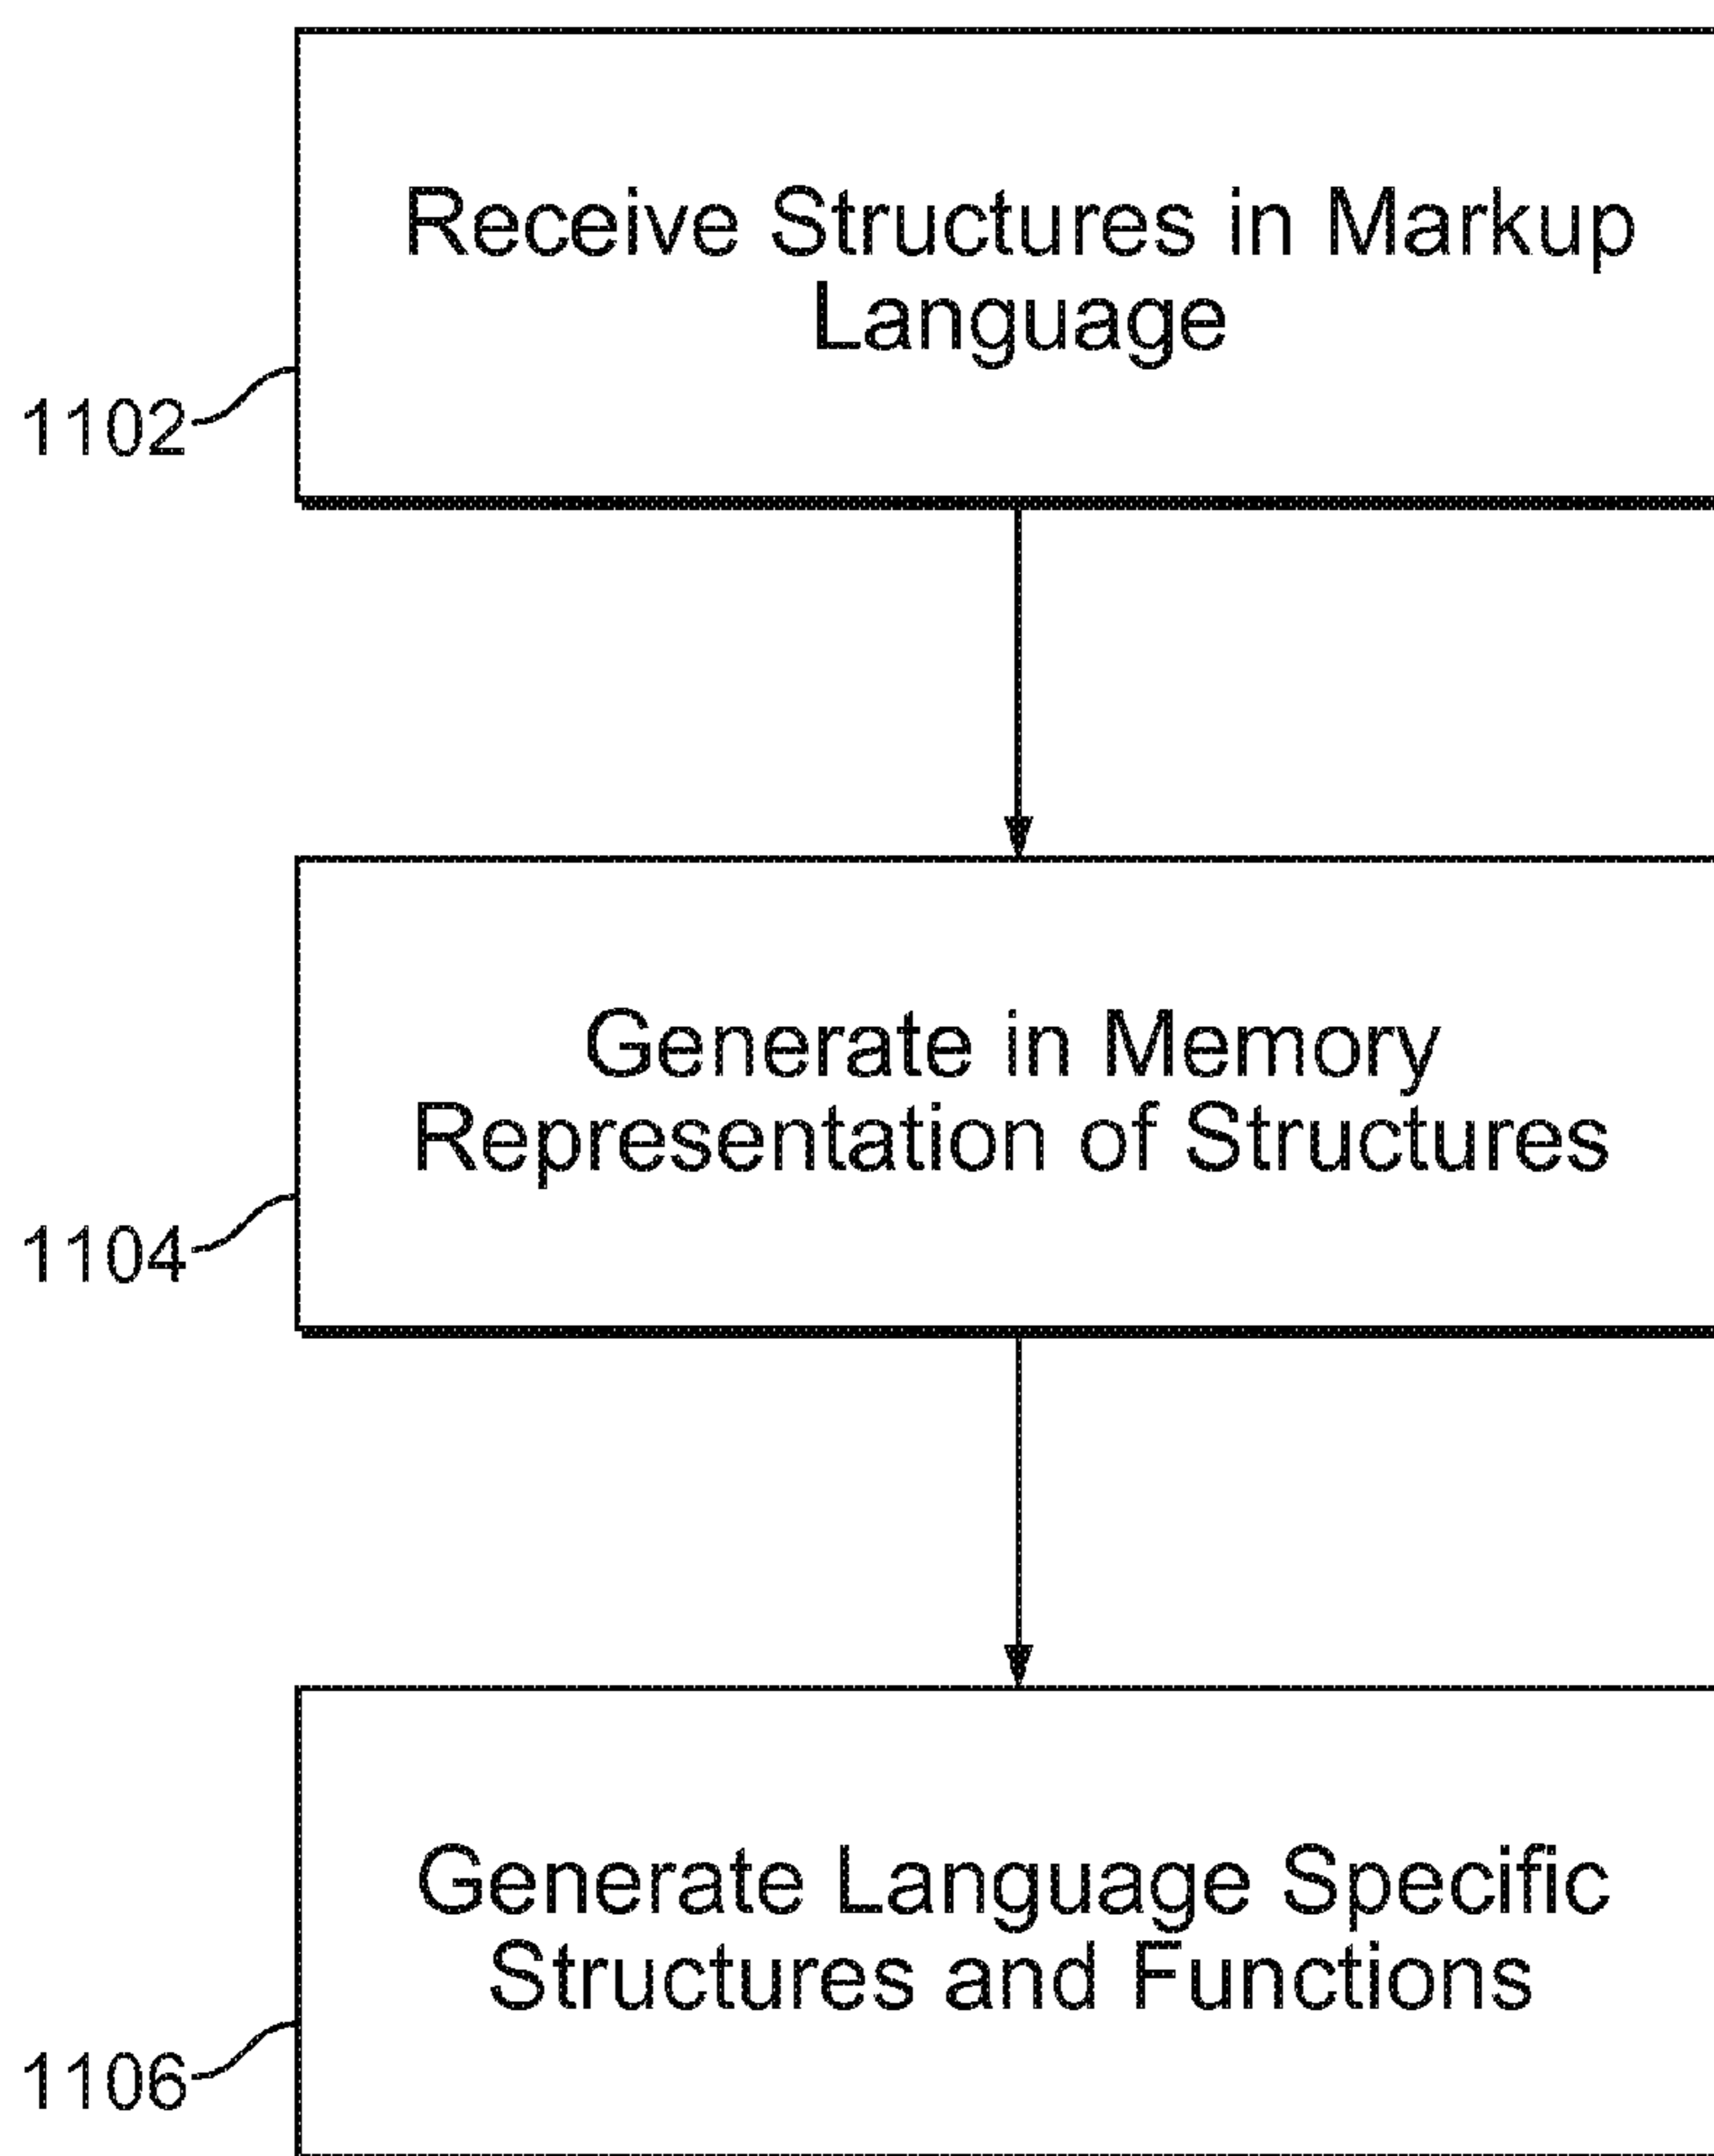 Receive Structures in Markup
Language
1102
Generate in Memory
Representation of Structures
1104
Generate Language Specific
Structures and Functions
1106